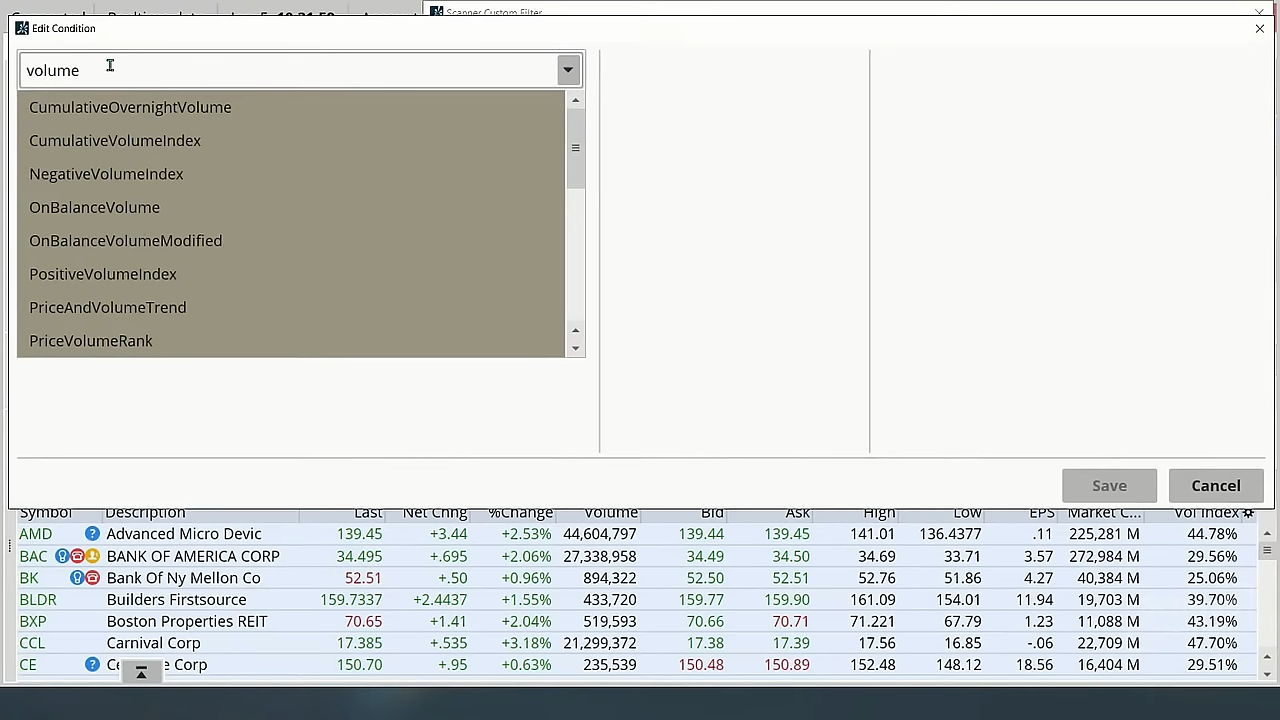 Scanner Custom Filter
Edit Condition
volume
CumulativeOvernightVolume
CumulativeVolumeIndex
NegativeVolumeIndex
OnBalanceVolume
OnBalanceVolumeModified
PositiveVolumeIndex
PriceAndVolumeTrend
PriceVolumeRank
Save Cancel
Symbol Description Last Net Chng %Change Volume Bid Ask High Low EPS Market C... Vol Index
AMD Advanced Micro Devic 139.45 +3.44 +2.53% 44,604,797 139.44 139.45 141.01 136.4377 .11 225,281 M 44.78%
BAC BANK OF AMERICA CORP 34.495 +.695 +2.06% 27,338,958 34.49 34.50 34.69 33.71 3.57 272,984 M 29.56%
BK Bank Of Ny Mellon Co 52.51 +.50 +0.96% 894,322 52.50 52.51 52.76 51.86 4.27 40,384 M 25.06%
BLDR Builders Firstsource 159.7337 +2.4437 +1.55% 433,720 159.77 159.90 161.09 154.01 11.94 19,703 M 39.70%
BXP Boston Properties REIT 70.65 +1.41 +2.04% 519,593 70.66 70.71 71.221 67.79 1.23 11,088 M 43.19%
CCL Carnival Corp 17.385 +.535 +3.18% 21,299,372 17.38 17.39 17.56 16.85 -.06 22,709 M 47.70%
CE Corp 150.70 +.95 +0.63% 235,539 150.48 150.89 152.48 148.12 18.56 16,404 M 29.51%